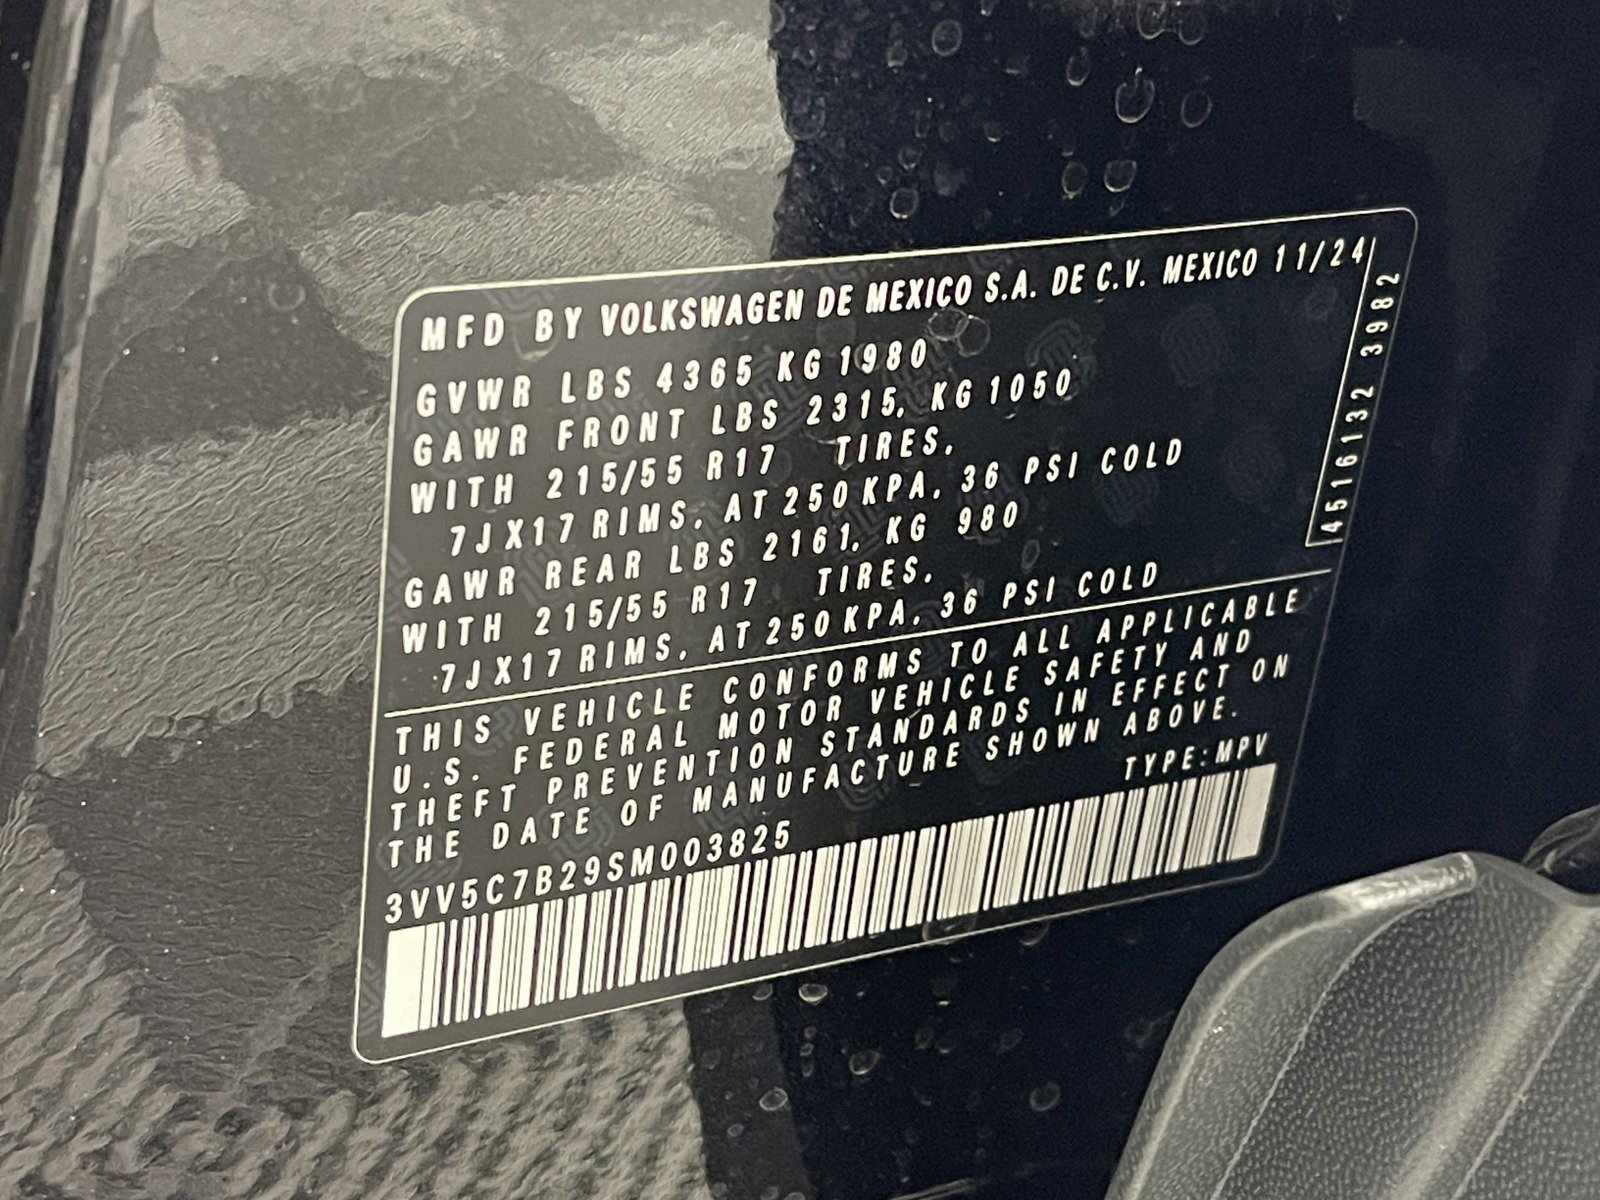 MFD BY VOLKSWAGEN DE MEXICO S.A. DE C.V. MEXICO 11/24
GVWR LBS 4365 KG 1980
GAWR FRONT LBS 2315, KG 1050
WITH 215/55 R17 TIRES,
7JX17 RIMS, AT 250KPA, 36 PSI COLD
GAWR REAR LBS 2161, KG 980
WITH 215/55 R17 TIRES,
7JX17 RIMS, AT 250KPA, 36 PSI COLD
THIS VEHICLE CONFORMS TO ALL APPLICABLE
U.S. FEDERAL MOTOR VEHICLE SAFETY AND
THEFT PREVENTION STANDARDS IN EFFECT ON
THE DATE OF MANUFACTURE SHOWN ABOVE.
TYPE:MPV
3VV5C7B29SM003825
4516132 3982